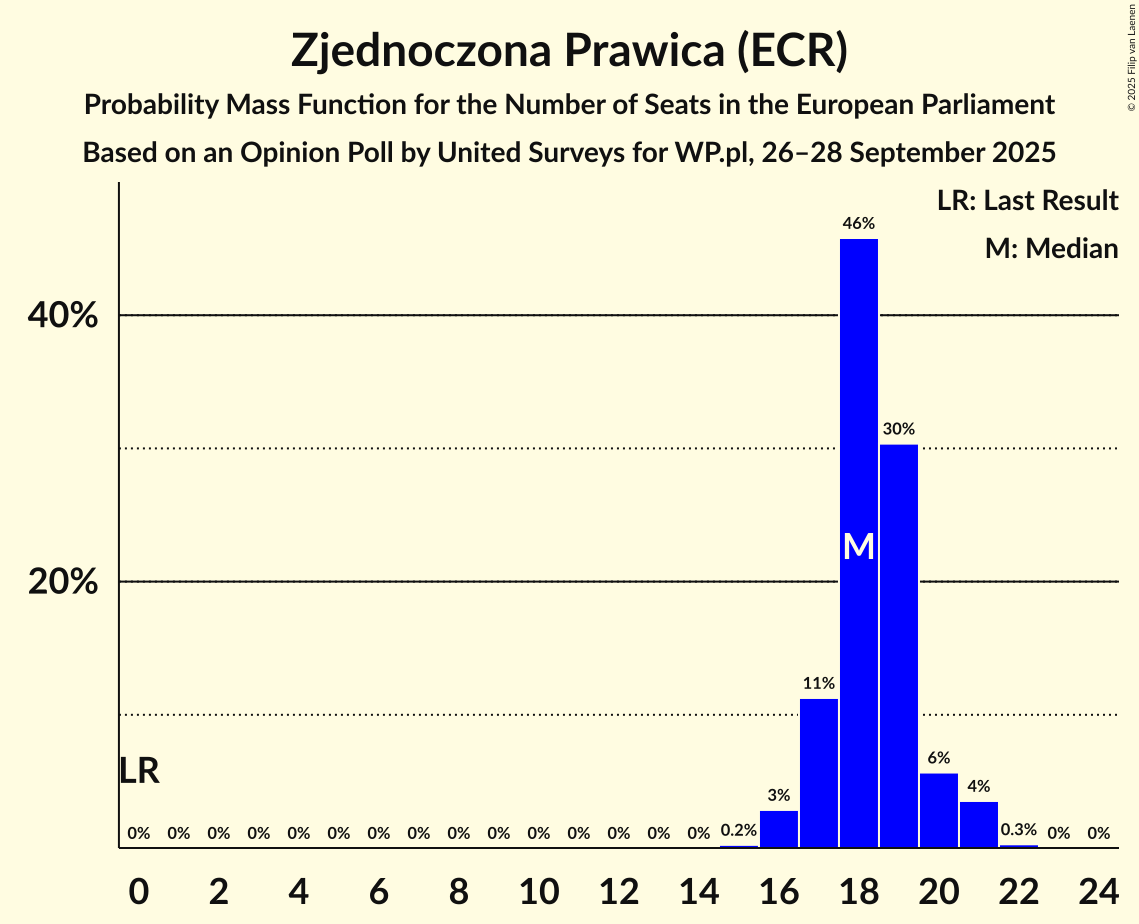 Zjednoczona Prawica (ECR)
Probability Mass Function for the Number of Seats in the European Parliament
Based on an Opinion Poll by United Surveys for WP.pl, 26–28 September 2025
© 2025 Filip van Laenen
LR: Last Result
M: Median
46%
40%
30%
M
20%
11%
LR
6%
4%
3%
0% 0% 0% 0% 0% 0% 0% 0% 0% 0% 0% 0% 0% 0% 0% 0.2% 0.3% 0% 0%
0 2 4 6 8 10 12 14 16 18 20 22 24